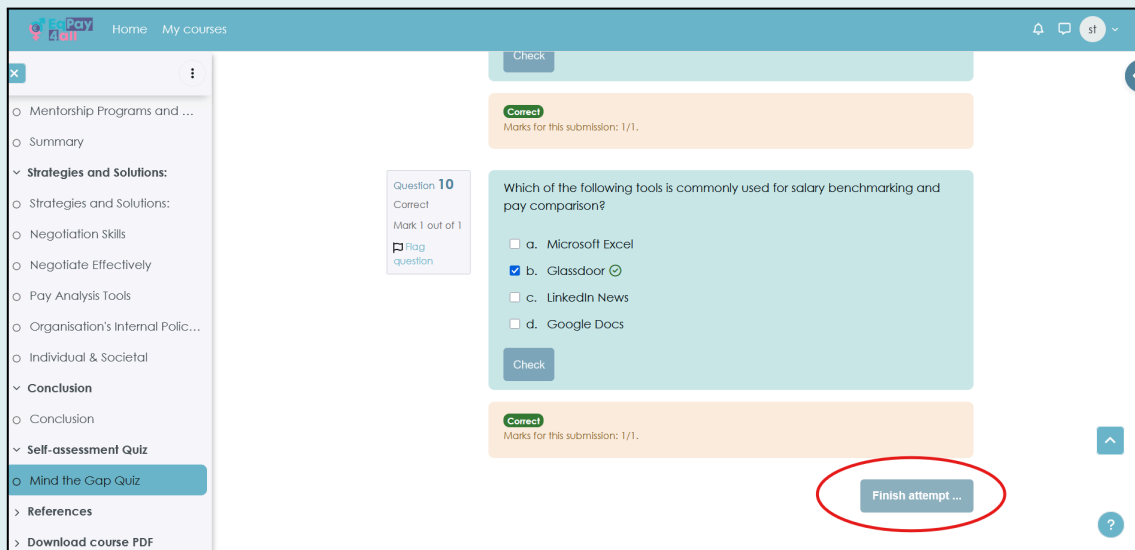 EqPay
4all
Home My courses
st
Mentorship Programs and ...
Summary
Strategies and Solutions:
Strategies and Solutions:
Negotiation Skills
Negotiate Effectively
Pay Analysis Tools
Organisation's Internal Polic...
Individual & Societal
Conclusion
Conclusion
Self-assessment Quiz
Mind the Gap Quiz
References
Download course PDF
Check
Correct
Marks for this submission: 1/1.
Question 10
Correct
Mark 1 out of 1
Flag
question
Which of the following tools is commonly used for salary benchmarking and
pay comparison?
a. Microsoft Excel
b. Glassdoor
c. LinkedIn News
d. Google Docs
Check
Correct
Marks for this submission: 1/1.
Finish attempt ...
?